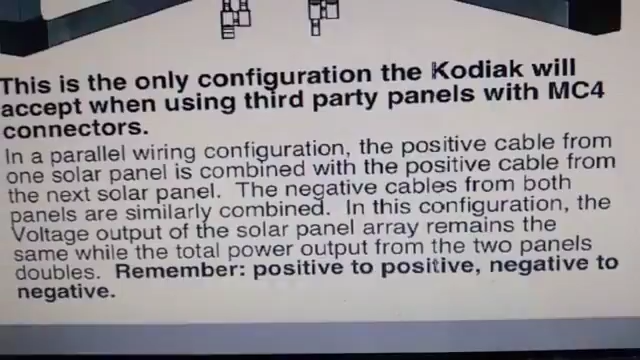 This is the only configuration the Kodiak will
accept when using third party panels with MC4
connectors.
In a parallel wiring configuration, the positive cable from
one solar panel is combined with the positive cable from
the next solar panel. The negative cables from both
panels are similarly combined. In this configuration, the
Voltage output of the solar panel array remains the
same while the total power output from the two panels
doubles. Remember: positive to positive, negative to
negative.